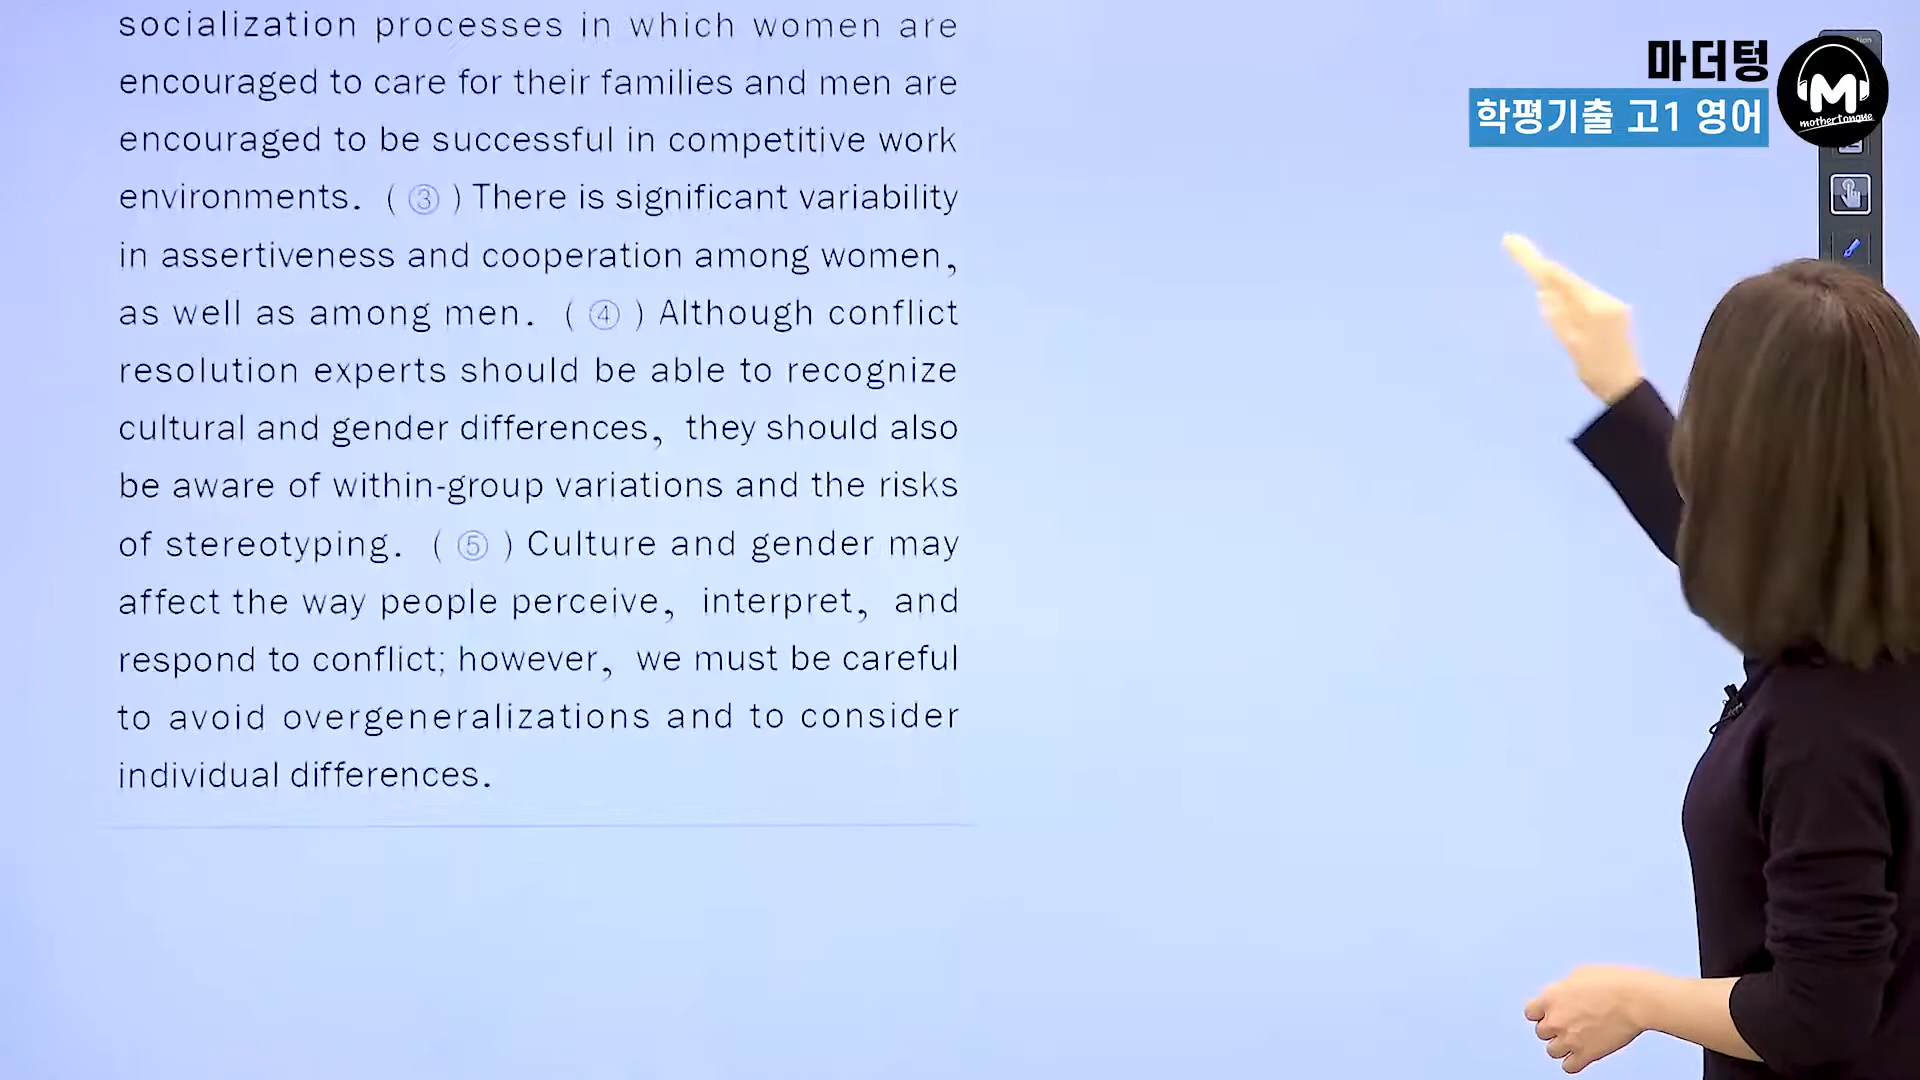 socialization processes in which women are
encouraged to care for their families and men are
encouraged to be successful in competitive work
environments. ( ③ ) There is significant variability
in assertiveness and cooperation among women,
as well as among men. ( ④ ) Although conflict
resolution experts should be able to recognize
cultural and gender differences, they should also
be aware of within-group variations and the risks
of stereotyping. ( ⑤ ) Culture and gender may
affect the way people perceive, interpret, and
respond to conflict; however, we must be careful
to avoid overgeneralizations and to consider
individual differences.
마더텅
학평기출 고1 영어
M
mothertongue